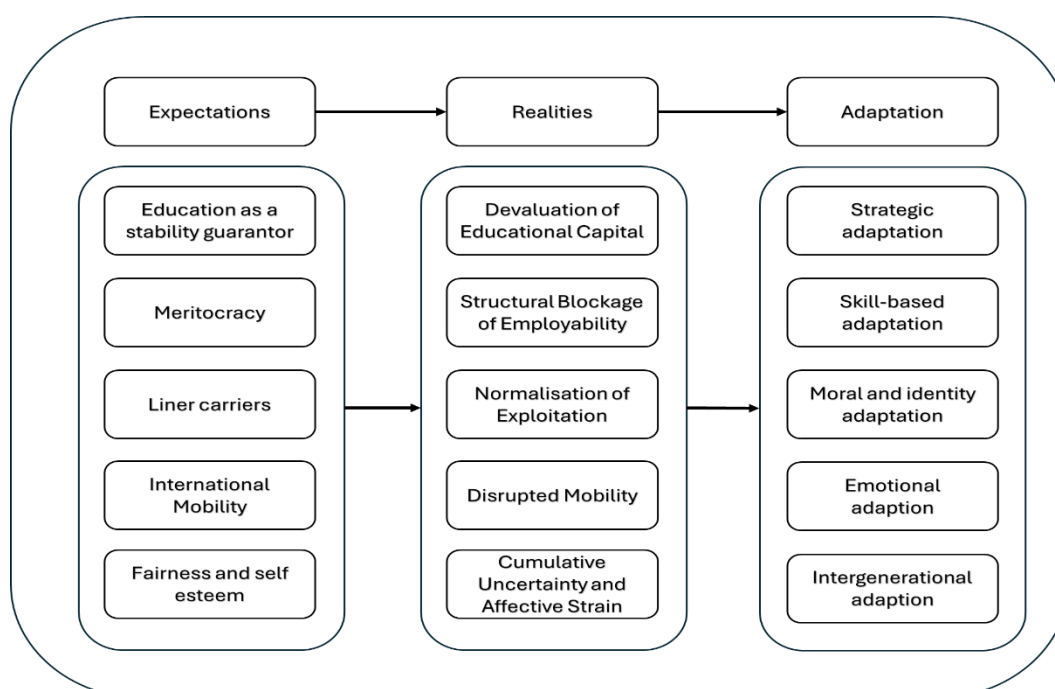 Expectations
Realities
Adaptation
Education as a
stability guarantor
Meritocracy
Liner carriers
International
Mobility
Fairness and self
esteem
Devaluation of
Educational Capital
Structural Blockage
of Employability
Normalisation of
Exploitation
Disrupted Mobility
Cumulative
Uncertainty and
Affective Strain
Strategic
adaptation
Skill-based
adaptation
Moral and identity
adaptation
Emotional
adaption
Intergenerational
adaption